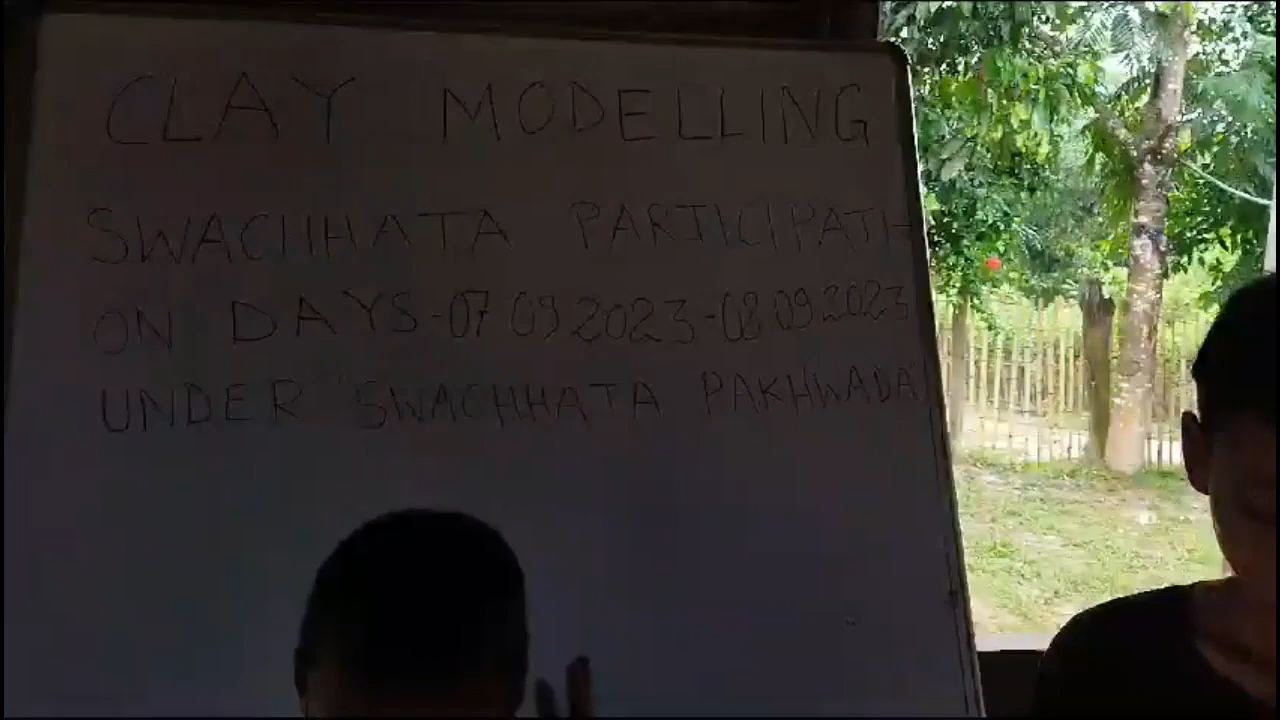 CLAY MODELLING
SWACHHATA PARTICIPATI-
ON DAYS-07 09 2023-08 09 2023
UNDER "SWACHHATA PAKHWADA"